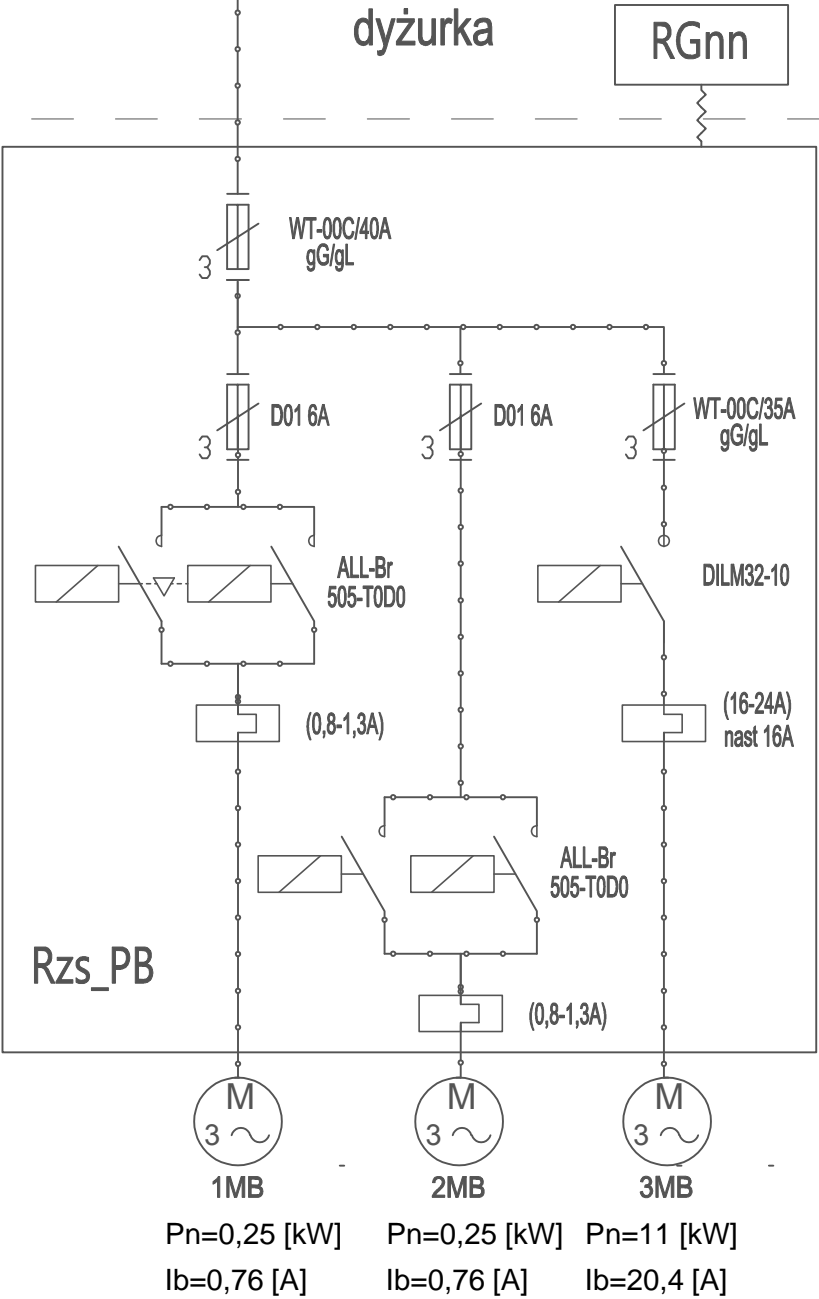 dyżurka
RGnn
WT-00C/40A
gG/gL
3
D01 6A
3
D01 6A
3
WT-00C/35A
gG/gL
3
ALL-Br
505-T0D0
DILM32-10
(0,8-1,3A)
(16-24A)
nast 16A
ALL-Br
505-T0D0
Rzs_PB
(0,8-1,3A)
M
3
M
3
M
3
1MB
2MB
3MB
Pn=0,25 [kW]
Pn=0,25 [kW]
Pn=11 [kW]
Ib=0,76 [A]
Ib=0,76 [A]
Ib=20,4 [A]